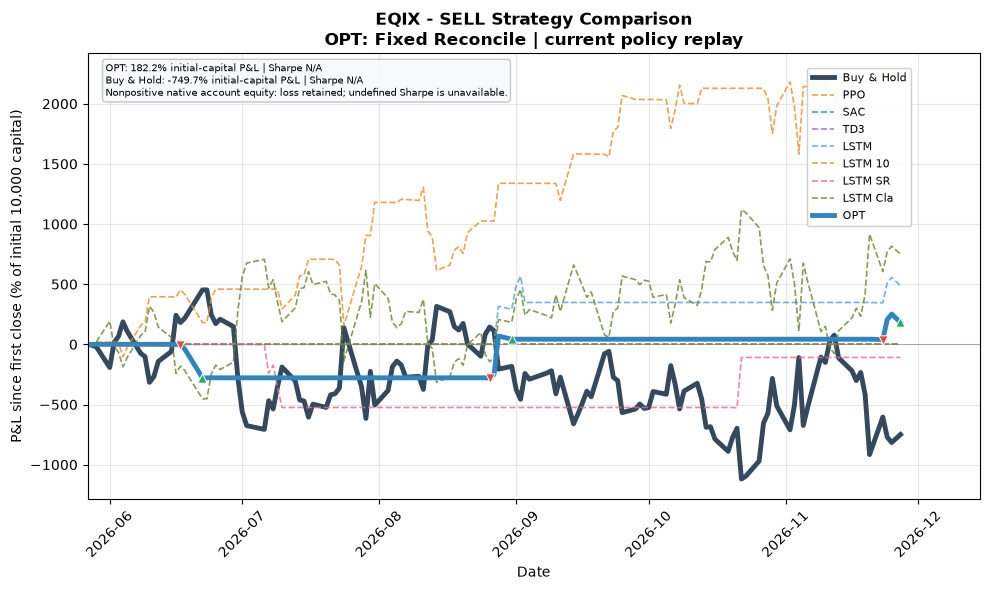 EQIX - SELL Strategy Comparison
OPT: Fixed Reconcile | current policy replay
OPT: 182.2% initial-capital P&L | Sharpe N/A
Buy & Hold: -749.7% initial-capital P&L | Sharpe N/A
Nonpositive native account equity: loss retained; undefined Sharpe is unavailable.
Buy & Hold
PPO
SAC
TD3
LSTM
LSTM 10
LSTM SR
LSTM Cla
OPT
P&L since first close (% of initial 10,000 capital)
2000
1500
1000
500
0
−500
−1000
2026-06
2026-07
2026-08
2026-09
2026-10
2026-11
2026-12
Date